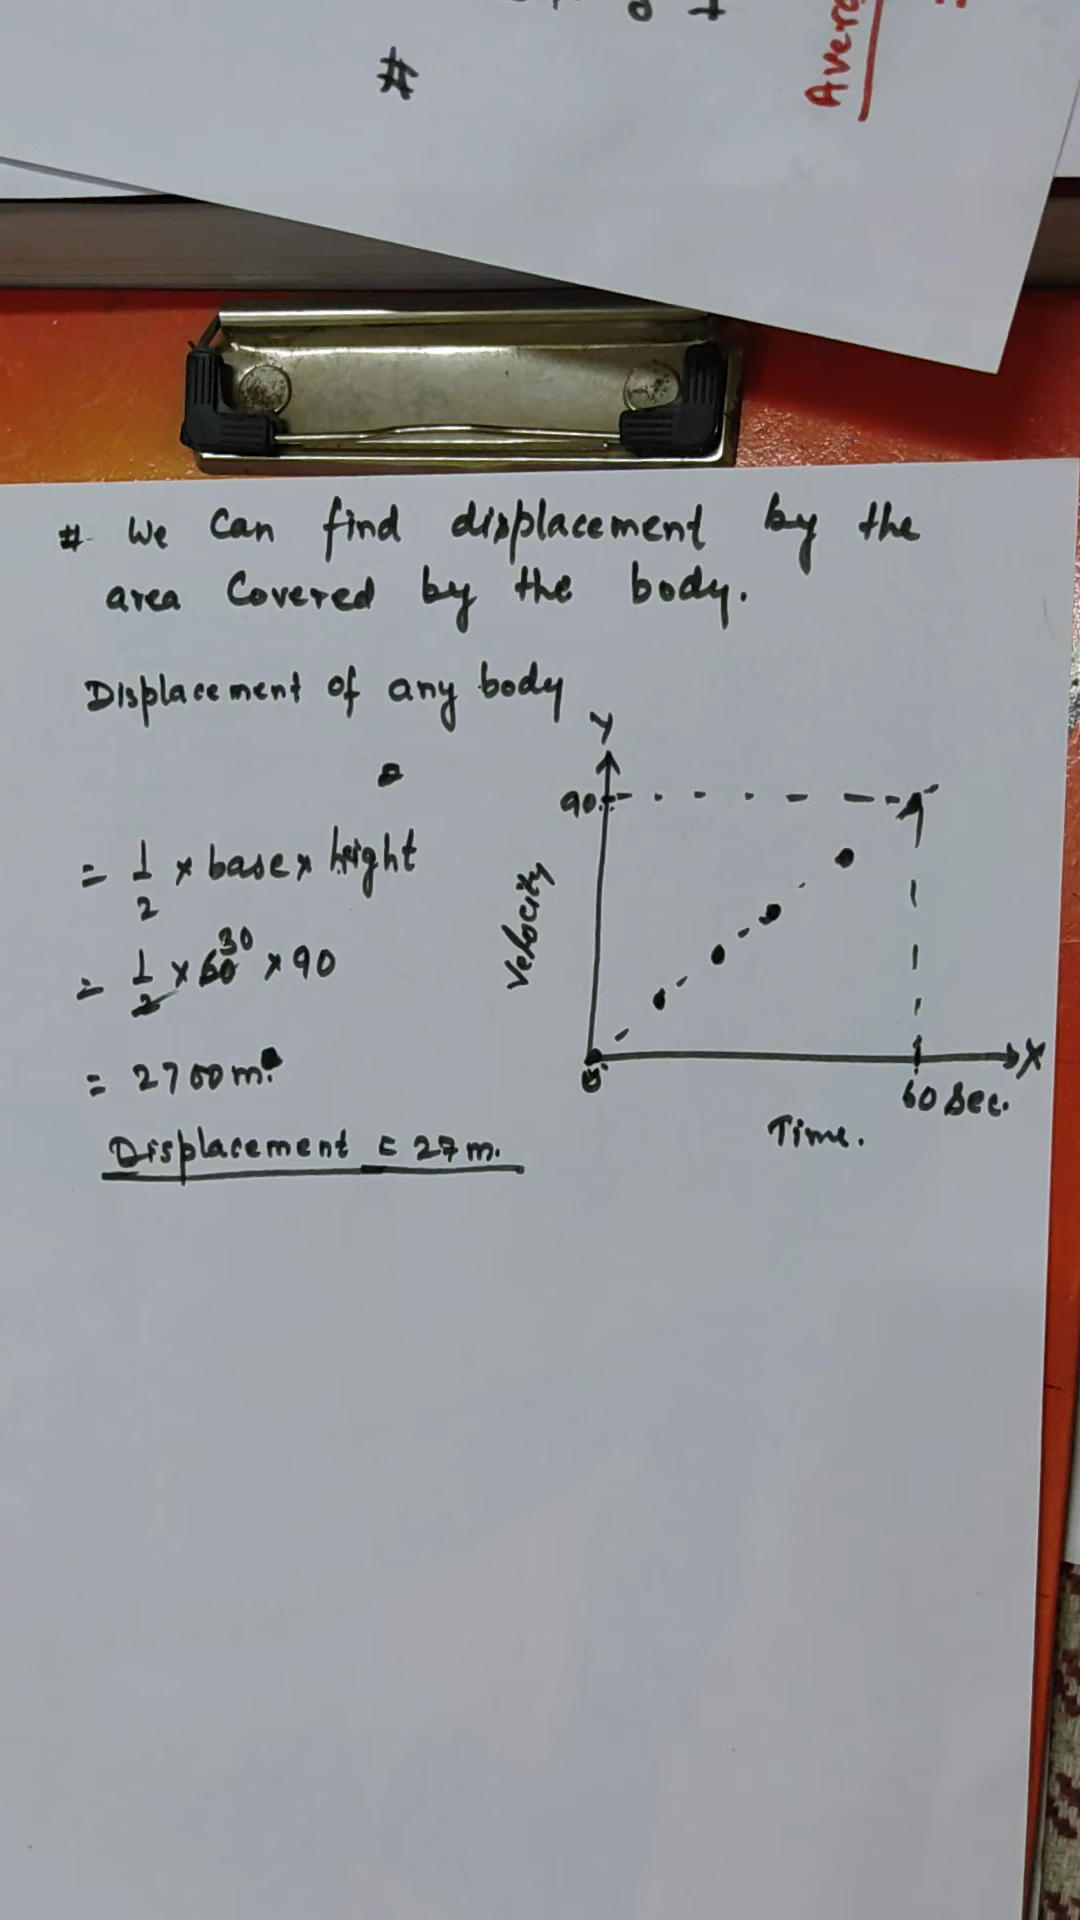 #
# We can find displacement by the
area Covered by the body.
Displacement of any body
=
= 1/2 × base × height
= 1/2 × 60 30 × 90
= 2700 m.
Displacement = 27 m.
Y
90
Velocity
0
60 Sec.
X
Time.